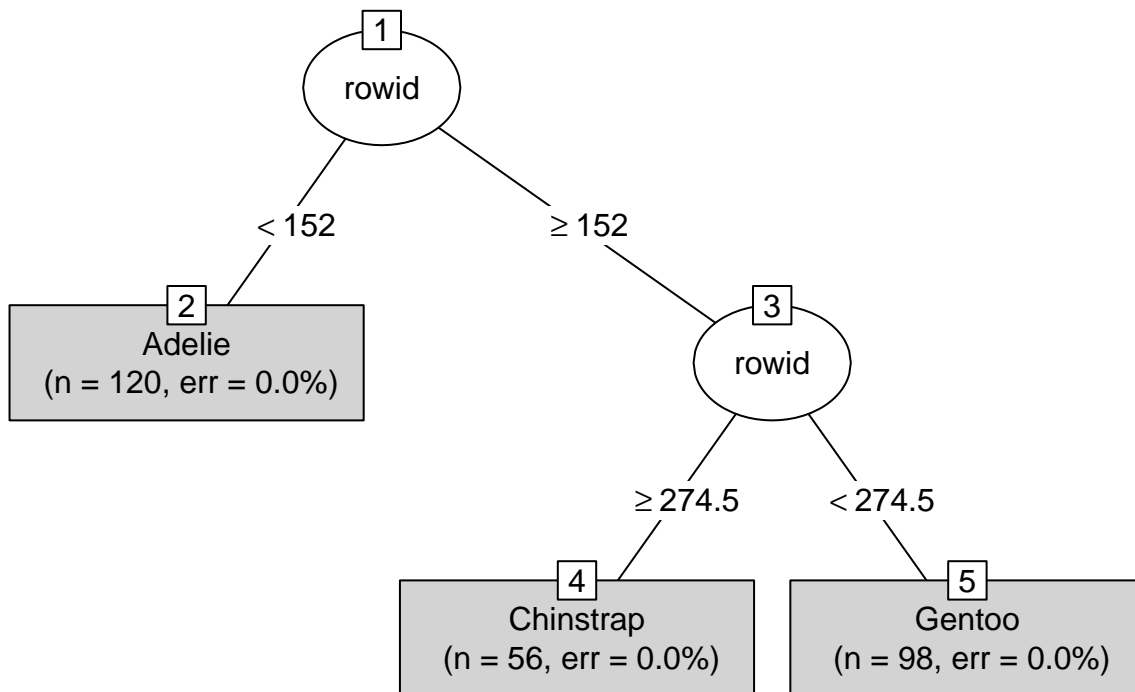 1
rowid
< 152
≥ 152
2
Adelie
(n = 120, err = 0.0%)
3
rowid
≥ 274.5
< 274.5
4
Chinstrap
(n = 56, err = 0.0%)
5
Gentoo
(n = 98, err = 0.0%)